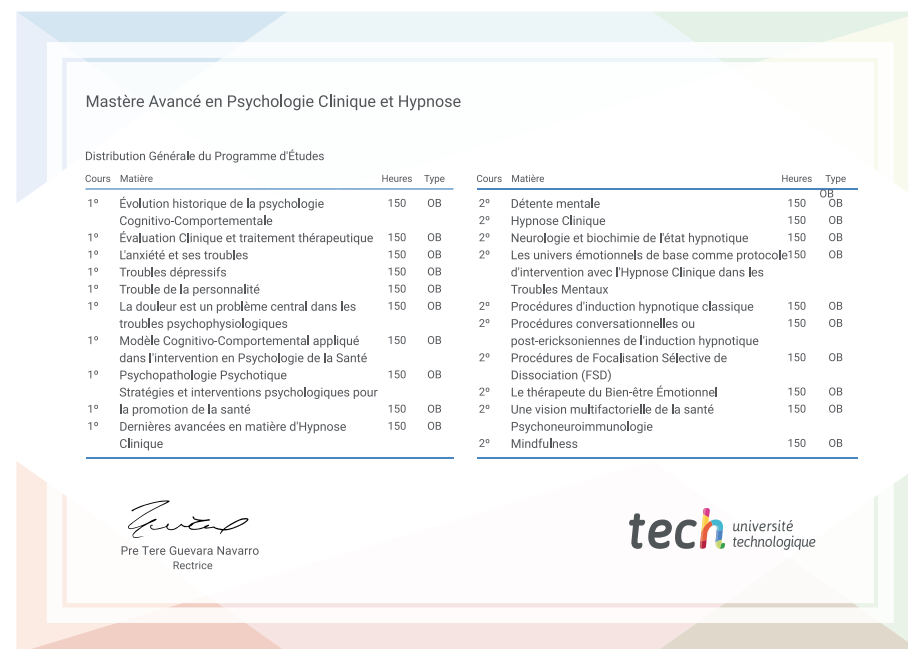 Mastère Avancé en Psychologie Clinique et Hypnose
Distribution Générale du Programme d'Études
Cours Matière Heures Type
1º Évolution historique de la psychologie 150 OB
Cognitivo-Comportementale
1º Évaluation Clinique et traitement thérapeutique 150 OB
1º L'anxiété et ses troubles 150 OB
1º Troubles dépressifs 150 OB
1º Trouble de la personnalité 150 OB
1º La douleur est un problème central dans les 150 OB
troubles psychophysiologiques
1º Modèle Cognitivo-Comportemental appliqué 150 OB
dans l'intervention en Psychologie de la Santé
1º Psychopathologie Psychotique 150 OB
Stratégies et interventions psychologiques pour
1º la promotion de la santé 150 OB
1º Dernières avancées en matière d'Hypnose 150 OB
Clinique
Cours Matière Heures Type
OB
2º Détente mentale 150 OB
2º Hypnose Clinique 150 OB
2º Neurologie et biochimie de l'état hypnotique 150 OB
2º Les univers émotionnels de base comme protocole 150 OB
d'intervention avec l'Hypnose Clinique dans les
Troubles Mentaux
2º Procédures d'induction hypnotique classique 150 OB
2º Procédures conversationnelles ou 150 OB
post-ericksoniennes de l'induction hypnotique
2º Procédures de Focalisation Sélective de 150 OB
Dissociation (FSD)
2º Le thérapeute du Bien-être Émotionnel 150 OB
2º Une vision multifactorielle de la santé 150 OB
Psychoneuroimmunologie
2º Mindfulness 150 OB
Pre Tere Guevara Navarro
Rectrice
tech université
technologique